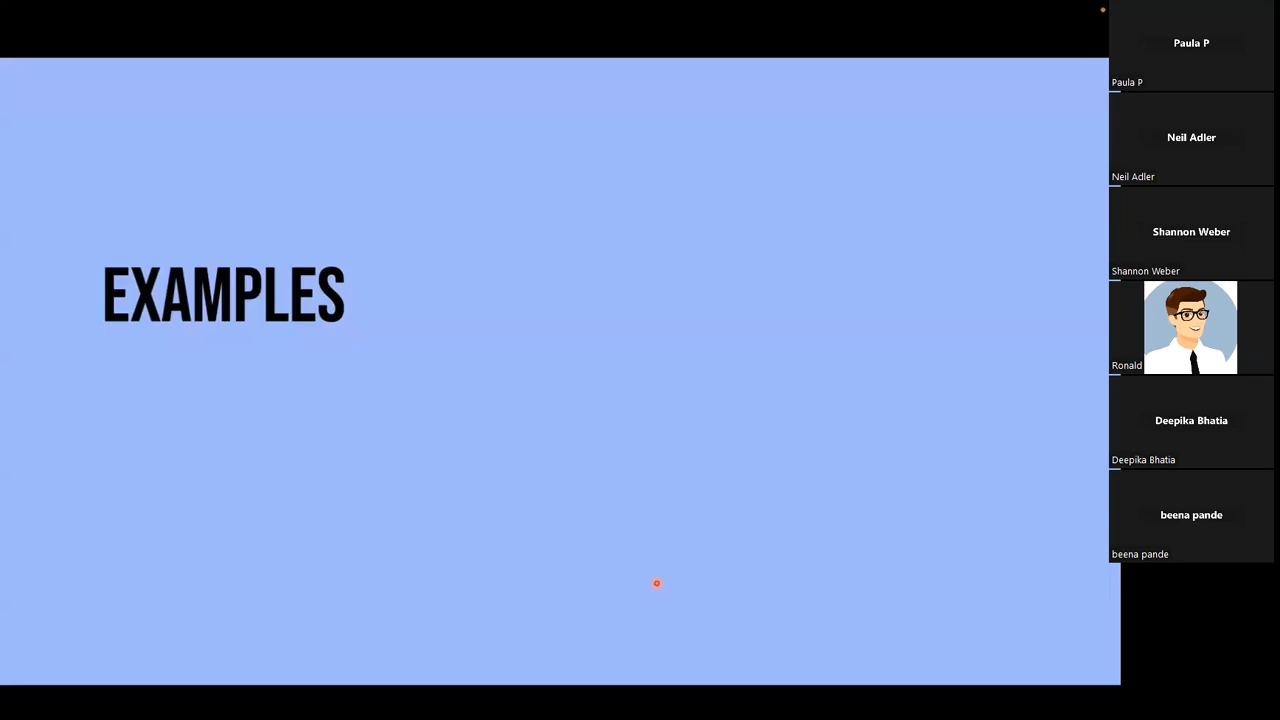 EXAMPLES
Paula P
Paula P
Neil Adler
Neil Adler
Shannon Weber
Shannon Weber
Ronald
Deepika Bhatia
Deepika Bhatia
beena pande
beena pande